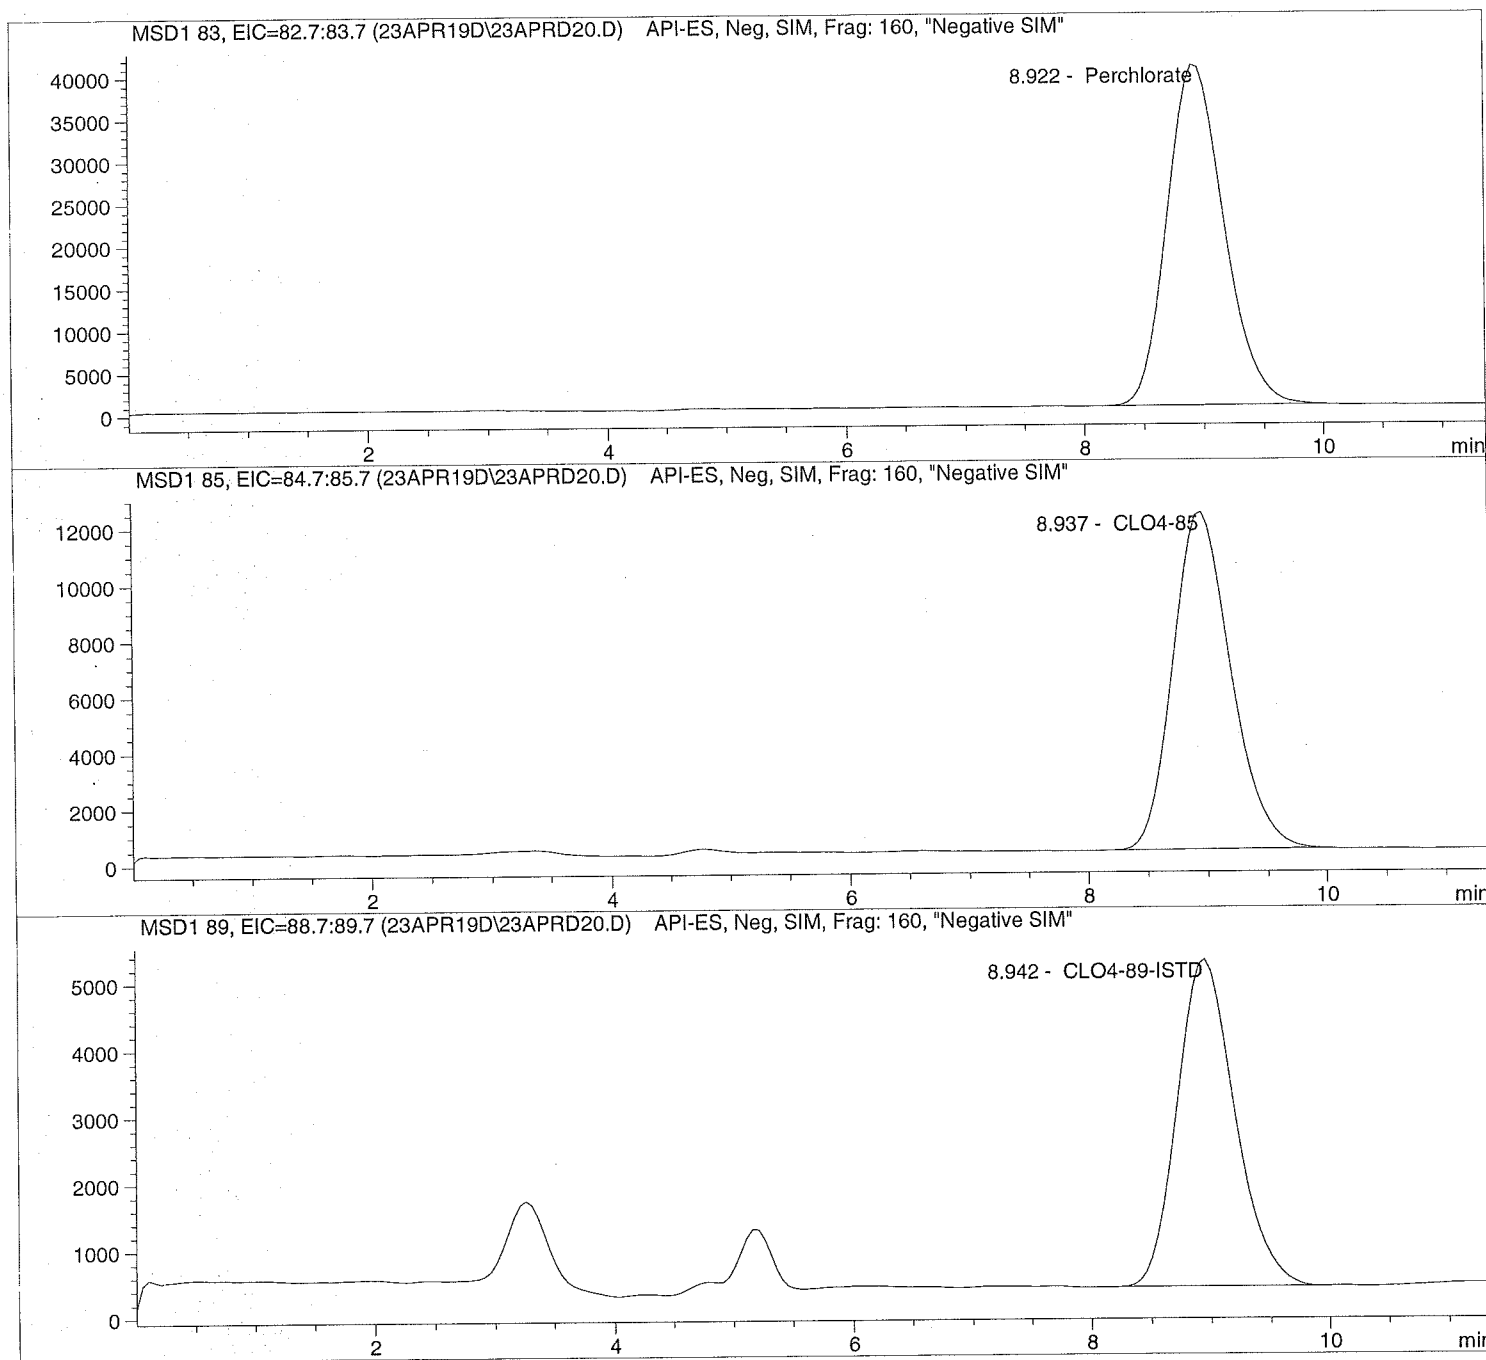 MSD1 83, EIC=82.7:83.7 (23APR19D\23APRD20.D) API-ES, Neg, SIM, Frag: 160, "Negative SIM"
8.922 - Perchlorate
40000
35000
30000
25000
20000
15000
10000
5000
0
2 4 6 8 10 min
MSD1 85, EIC=84.7:85.7 (23APR19D\23APRD20.D) API-ES, Neg, SIM, Frag: 160, "Negative SIM"
8.937 - CLO4-85
12000
10000
8000
6000
4000
2000
0
2 4 6 8 10 min
MSD1 89, EIC=88.7:89.7 (23APR19D\23APRD20.D) API-ES, Neg, SIM, Frag: 160, "Negative SIM"
8.942 - CLO4-89-ISTD
5000
4000
3000
2000
1000
0
2 4 6 8 10 min